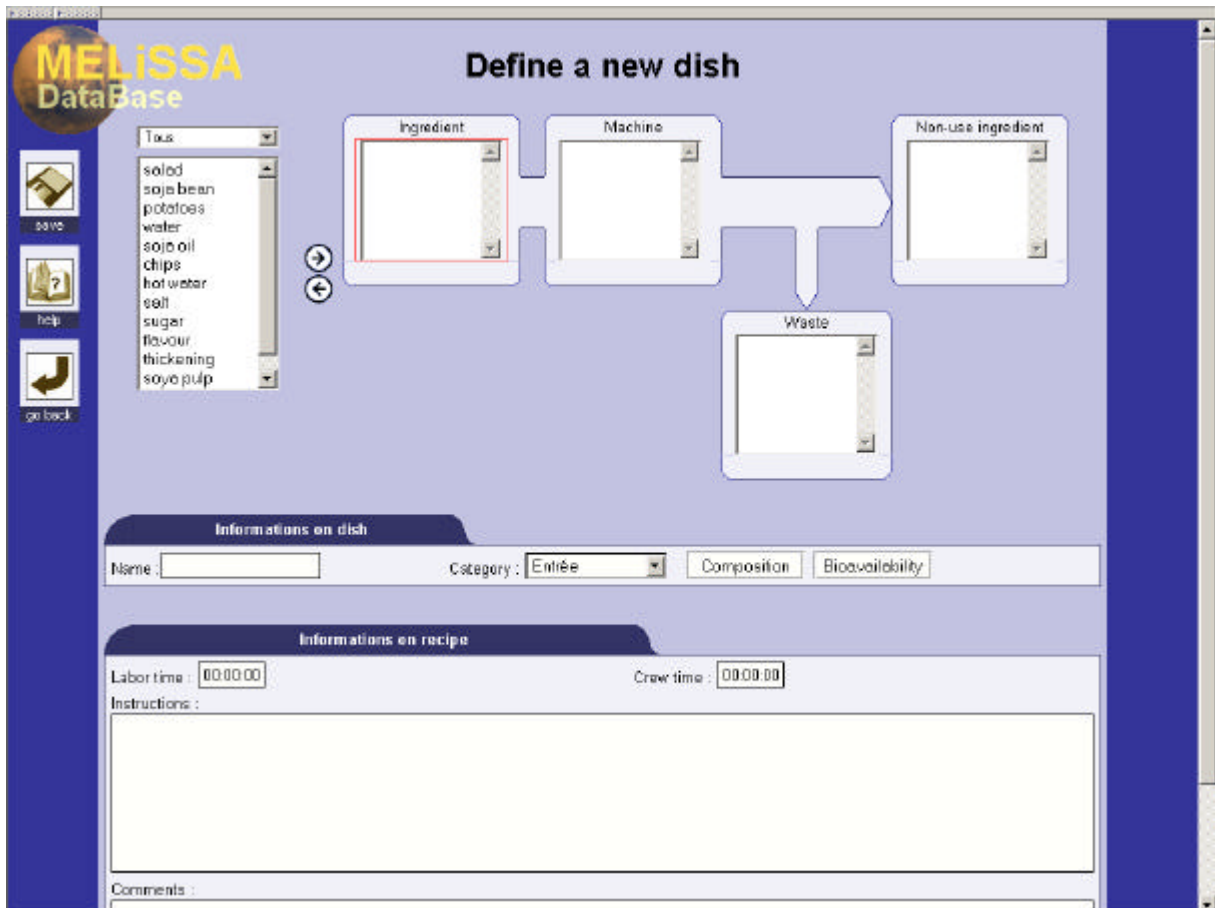 MELiSSA
DataBase
Define a new dish
Tous
salad
soja bean
potatoes
water
soja oil
chips
hot water
salt
sugar
flavour
thickening
soya pulp
Ingredient
Machine
Non-use ingredient
Waste
save
help
go back
Informations on dish
Name :
Category : Entrée
Composition
Bioavailability
Informations on recipe
Labor time : 00:00:00
Crew time : 00:00:00
Instructions :
Comments :